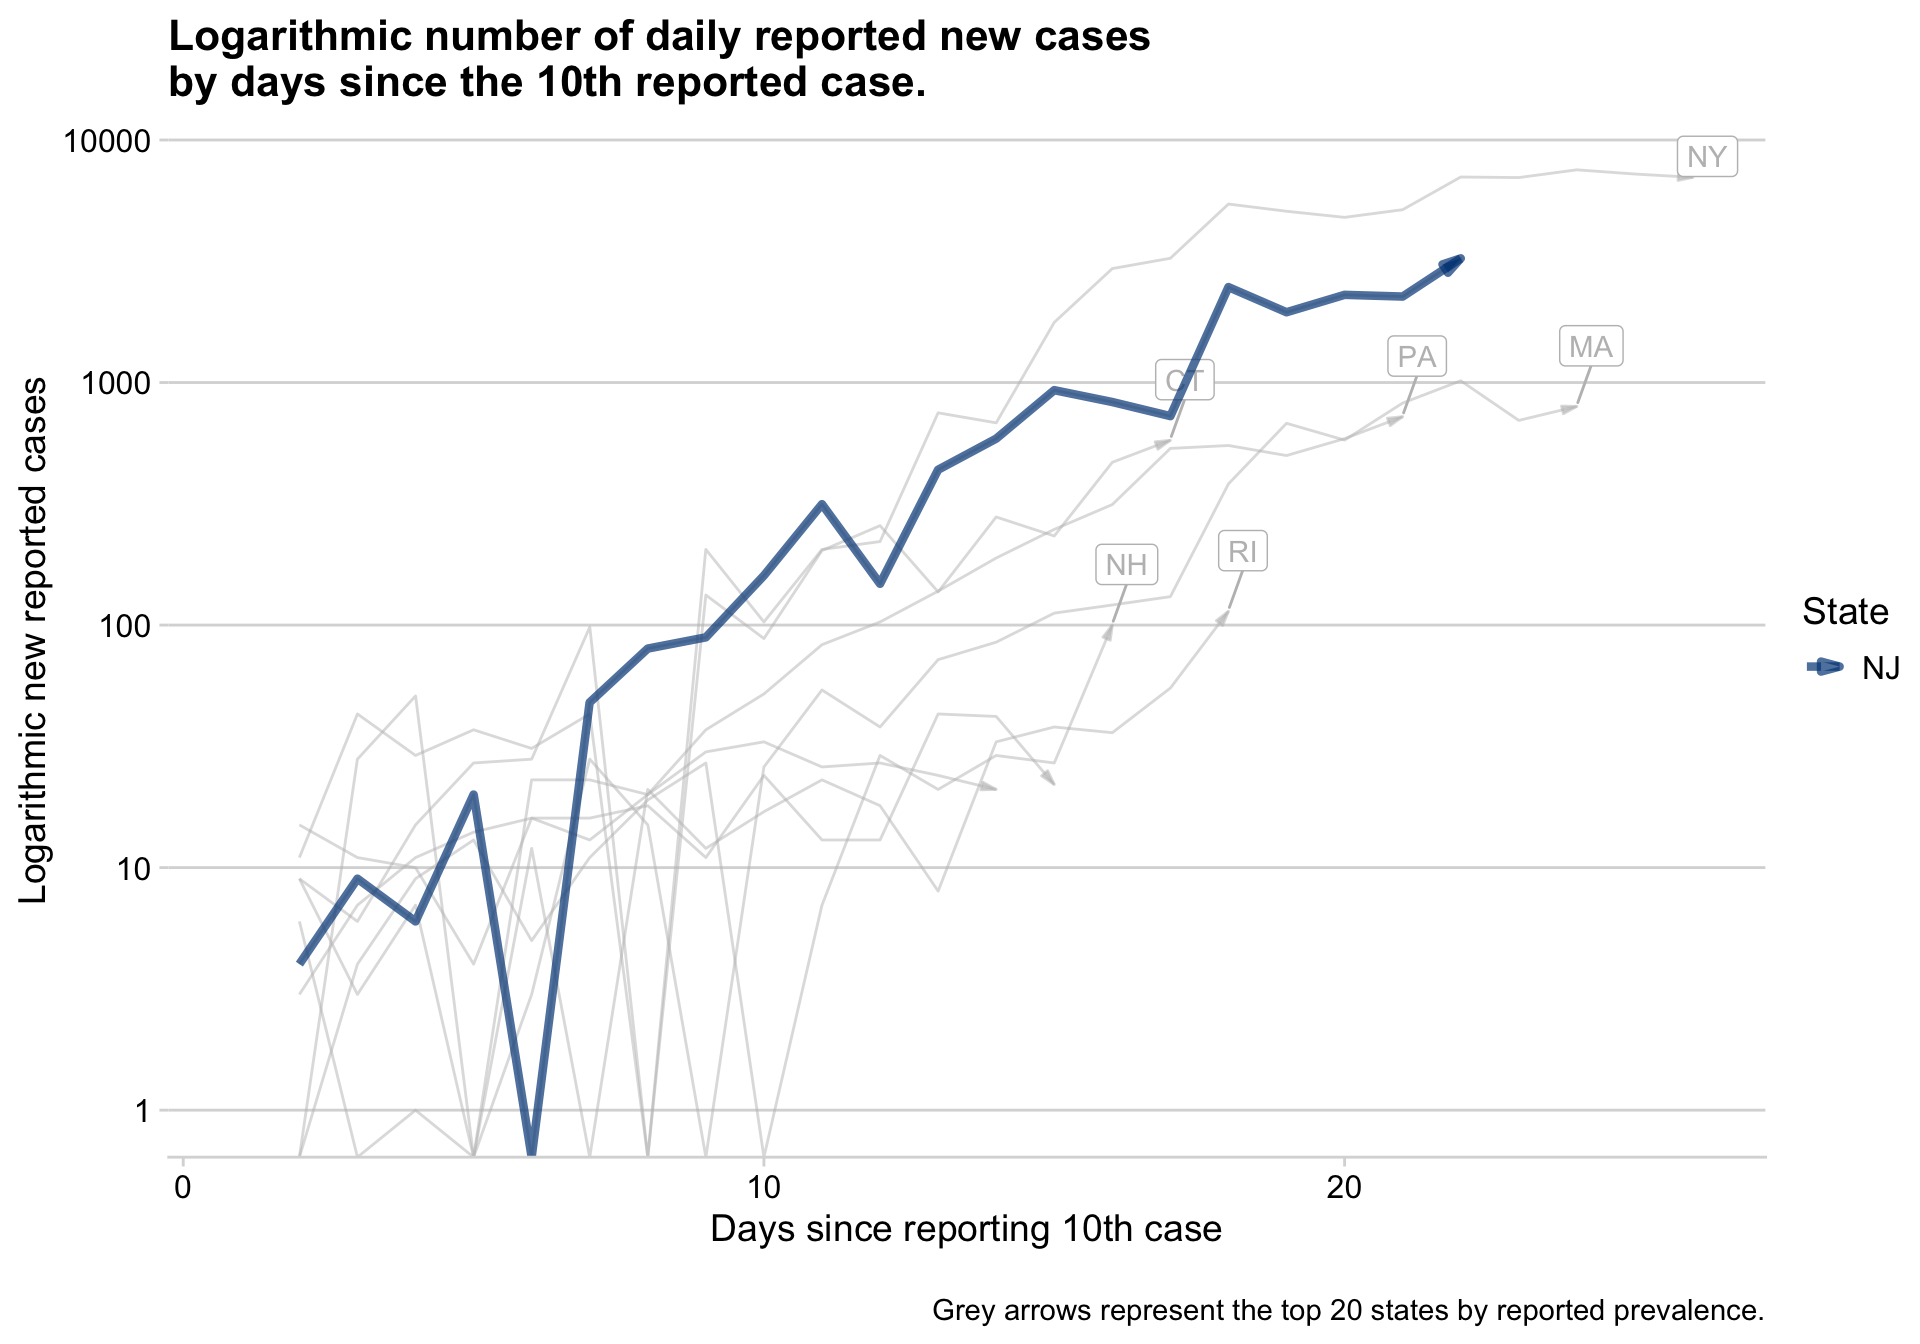 Logarithmic number of daily reported new cases
by days since the 10th reported case.
10000
1000
100
10
1
Logarithmic new reported cases
NY
CT
PA
MA
NH
RI
State
NJ
0
10
20
Days since reporting 10th case
Grey arrows represent the top 20 states by reported prevalence.